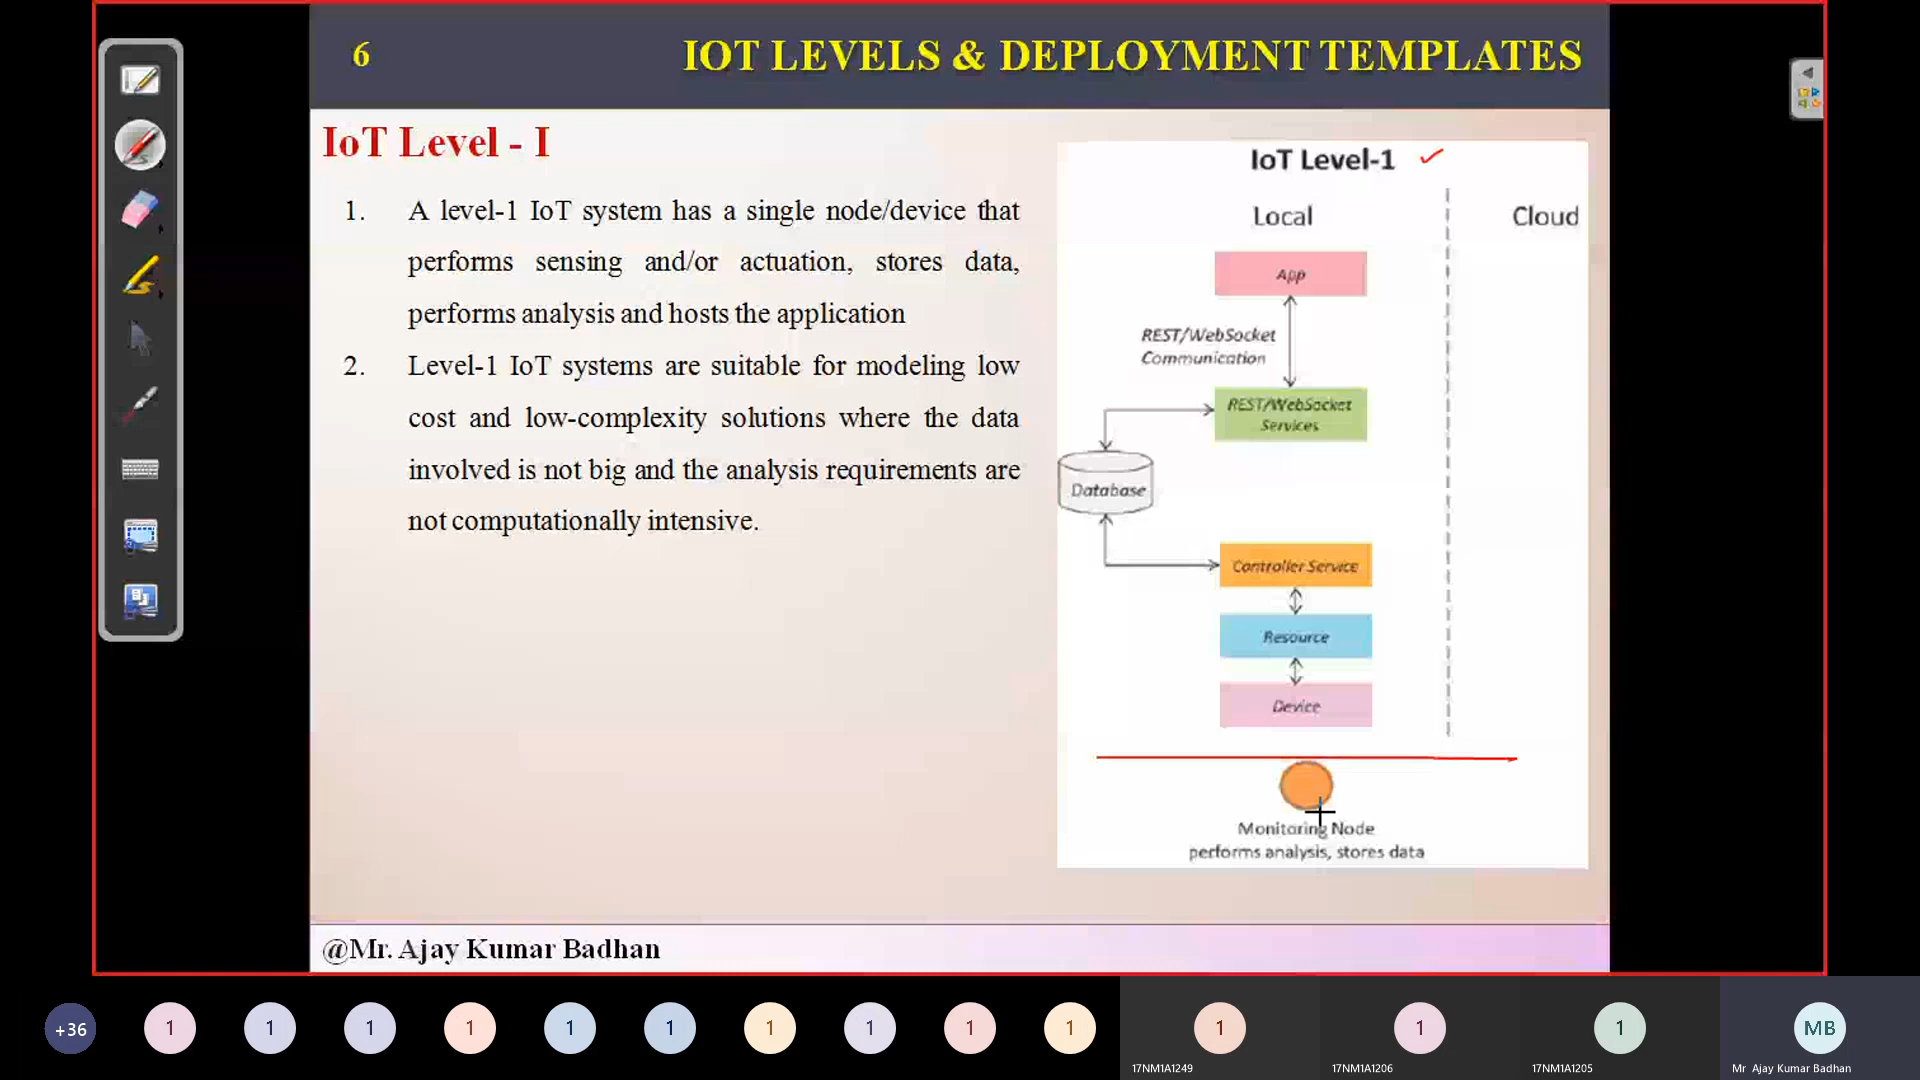 6
IOT LEVELS & DEPLOYMENT TEMPLATES
IoT Level - I
1. A level-1 IoT system has a single node/device that
performs sensing and/or actuation, stores data,
performs analysis and hosts the application
2. Level-1 IoT systems are suitable for modeling low
cost and low-complexity solutions where the data
involved is not big and the analysis requirements are
not computationally intensive.
IoT Level-1
Local
Cloud
App
REST/WebSocket
Communication
REST/WebSocket
Services
Database
Controller Service
Resource
Device
Monitoring Node
performs analysis, stores data
@Mr. Ajay Kumar Badhan
+36
1
1
1
1
1
1
1
1
1
1
1
1
1
MB
17NM1A1249
17NM1A1206
17NM1A1205
Mr Ajay Kumar Badhan